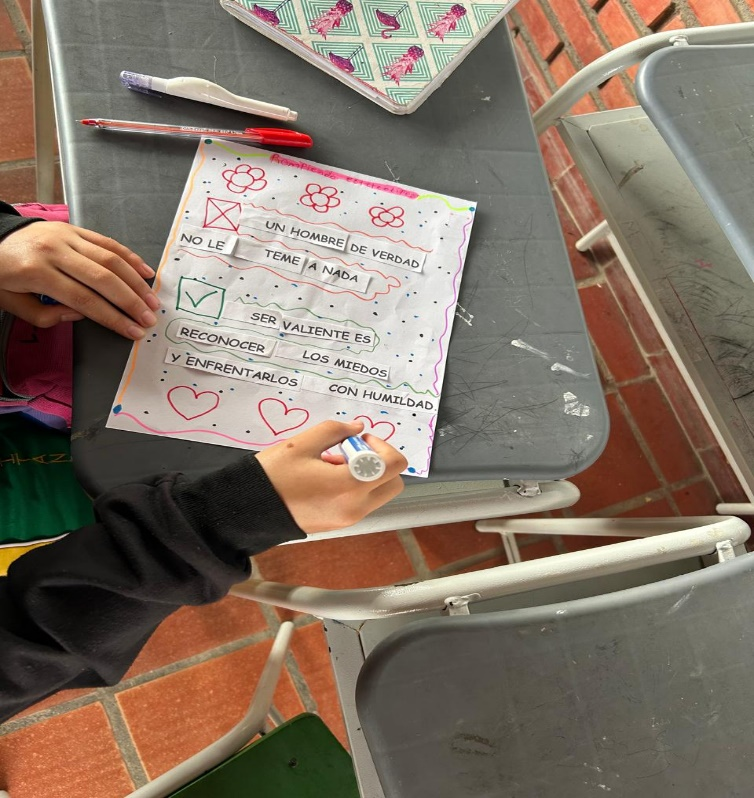 UN HOMBRE DE VERDAD
NO LE TEME A NADA
SER VALIENTE ES
RECONOCER LOS MIEDOS
Y ENFRENTARLOS CON HUMILDAD